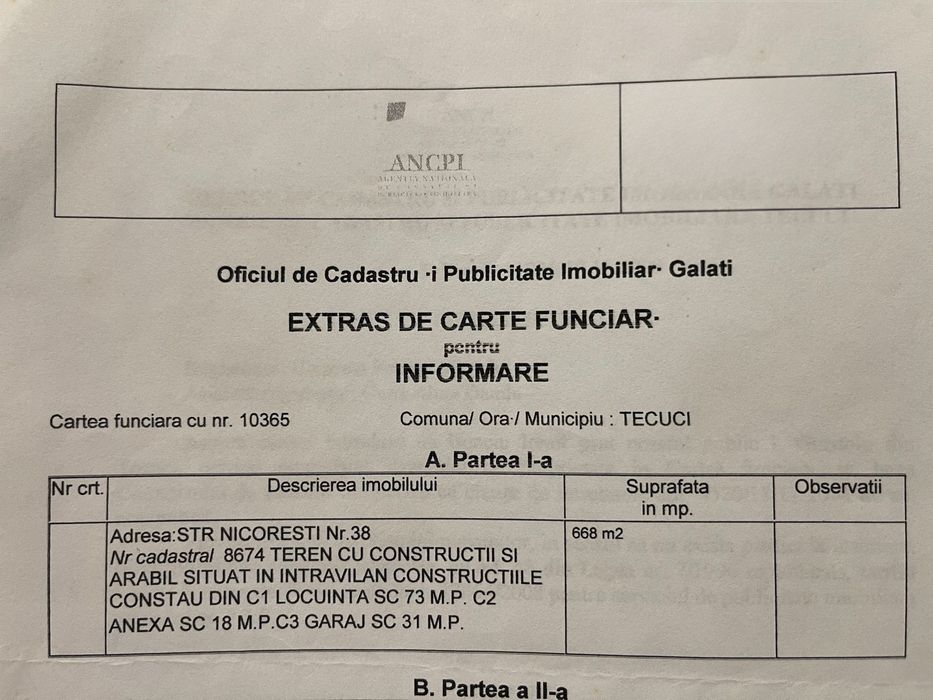 ANCPI
AGENTIA NATIONALA
Oficiul de Cadastru ·i Publicitate Imobiliar· Galati
EXTRAS DE CARTE FUNCIAR·
pentru
INFORMARE
Cartea funciara cu nr. 10365 Comuna/ Ora·/ Municipiu : TECUCI
A. Partea I-a
Nr crt. Descrierea imobilului Suprafata Observatii
in mp.
Adresa:STR NICORESTI Nr.38 668 m2
Nr cadastral 8674 TEREN CU CONSTRUCTII SI
ARABIL SITUAT IN INTRAVILAN CONSTRUCTIILE
CONSTAU DIN C1 LOCUINTA SC 73 M.P. C2
ANEXA SC 18 M.P.C3 GARAJ SC 31 M.P.
B. Partea a II-a